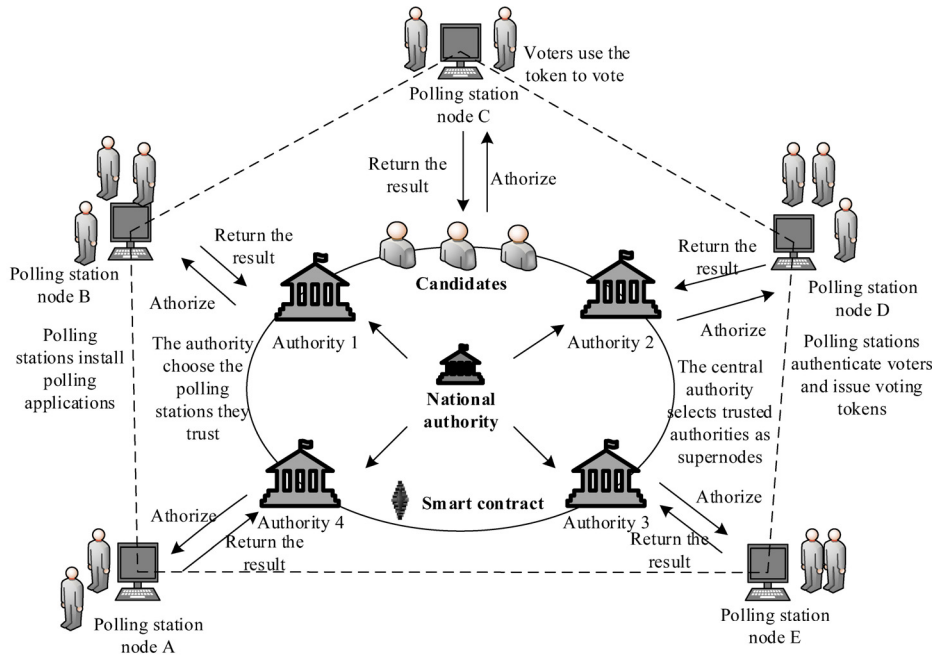 Voters use the
token to vote
Polling station
node C
Return the
result
Athorize
Return the
result
Polling station
node B
Athorize
Candidates
Return the
result
Polling station
node D
Athorize
Authority 1
Authority 2
Polling
stations install
polling
applications
The authority
choose the
polling
stations they
trust
National
authority
The central
authority
selects trusted
authorities as
supernodes
Polling stations
authenticate voters
and issue voting
tokens
Smart contract
Authority 4
Authority 3
Athorize
Return the
result
Athorize
Return the
result
Polling station
node A
Polling station
node E